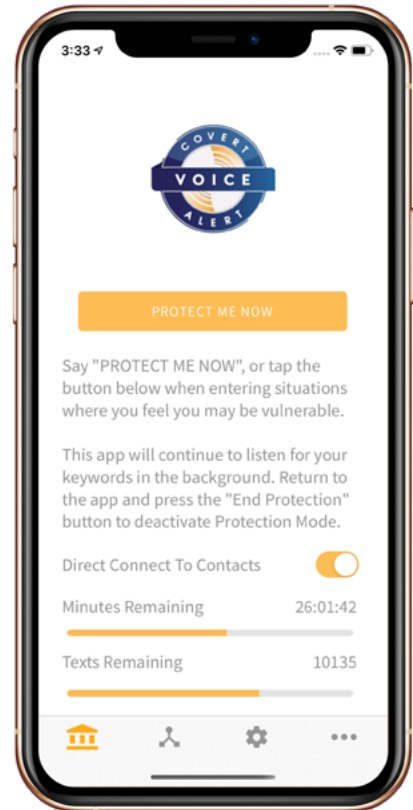 3:33
COVERT
VOICE
ALERT
PROTECT ME NOW
Say "PROTECT ME NOW", or tap the
button below when entering situations
where you feel you may be vulnerable.
This app will continue to listen for your
keywords in the background. Return to
the app and press the "End Protection"
button to deactivate Protection Mode.
Direct Connect To Contacts
Minutes Remaining 26:01:42
Texts Remaining 10135